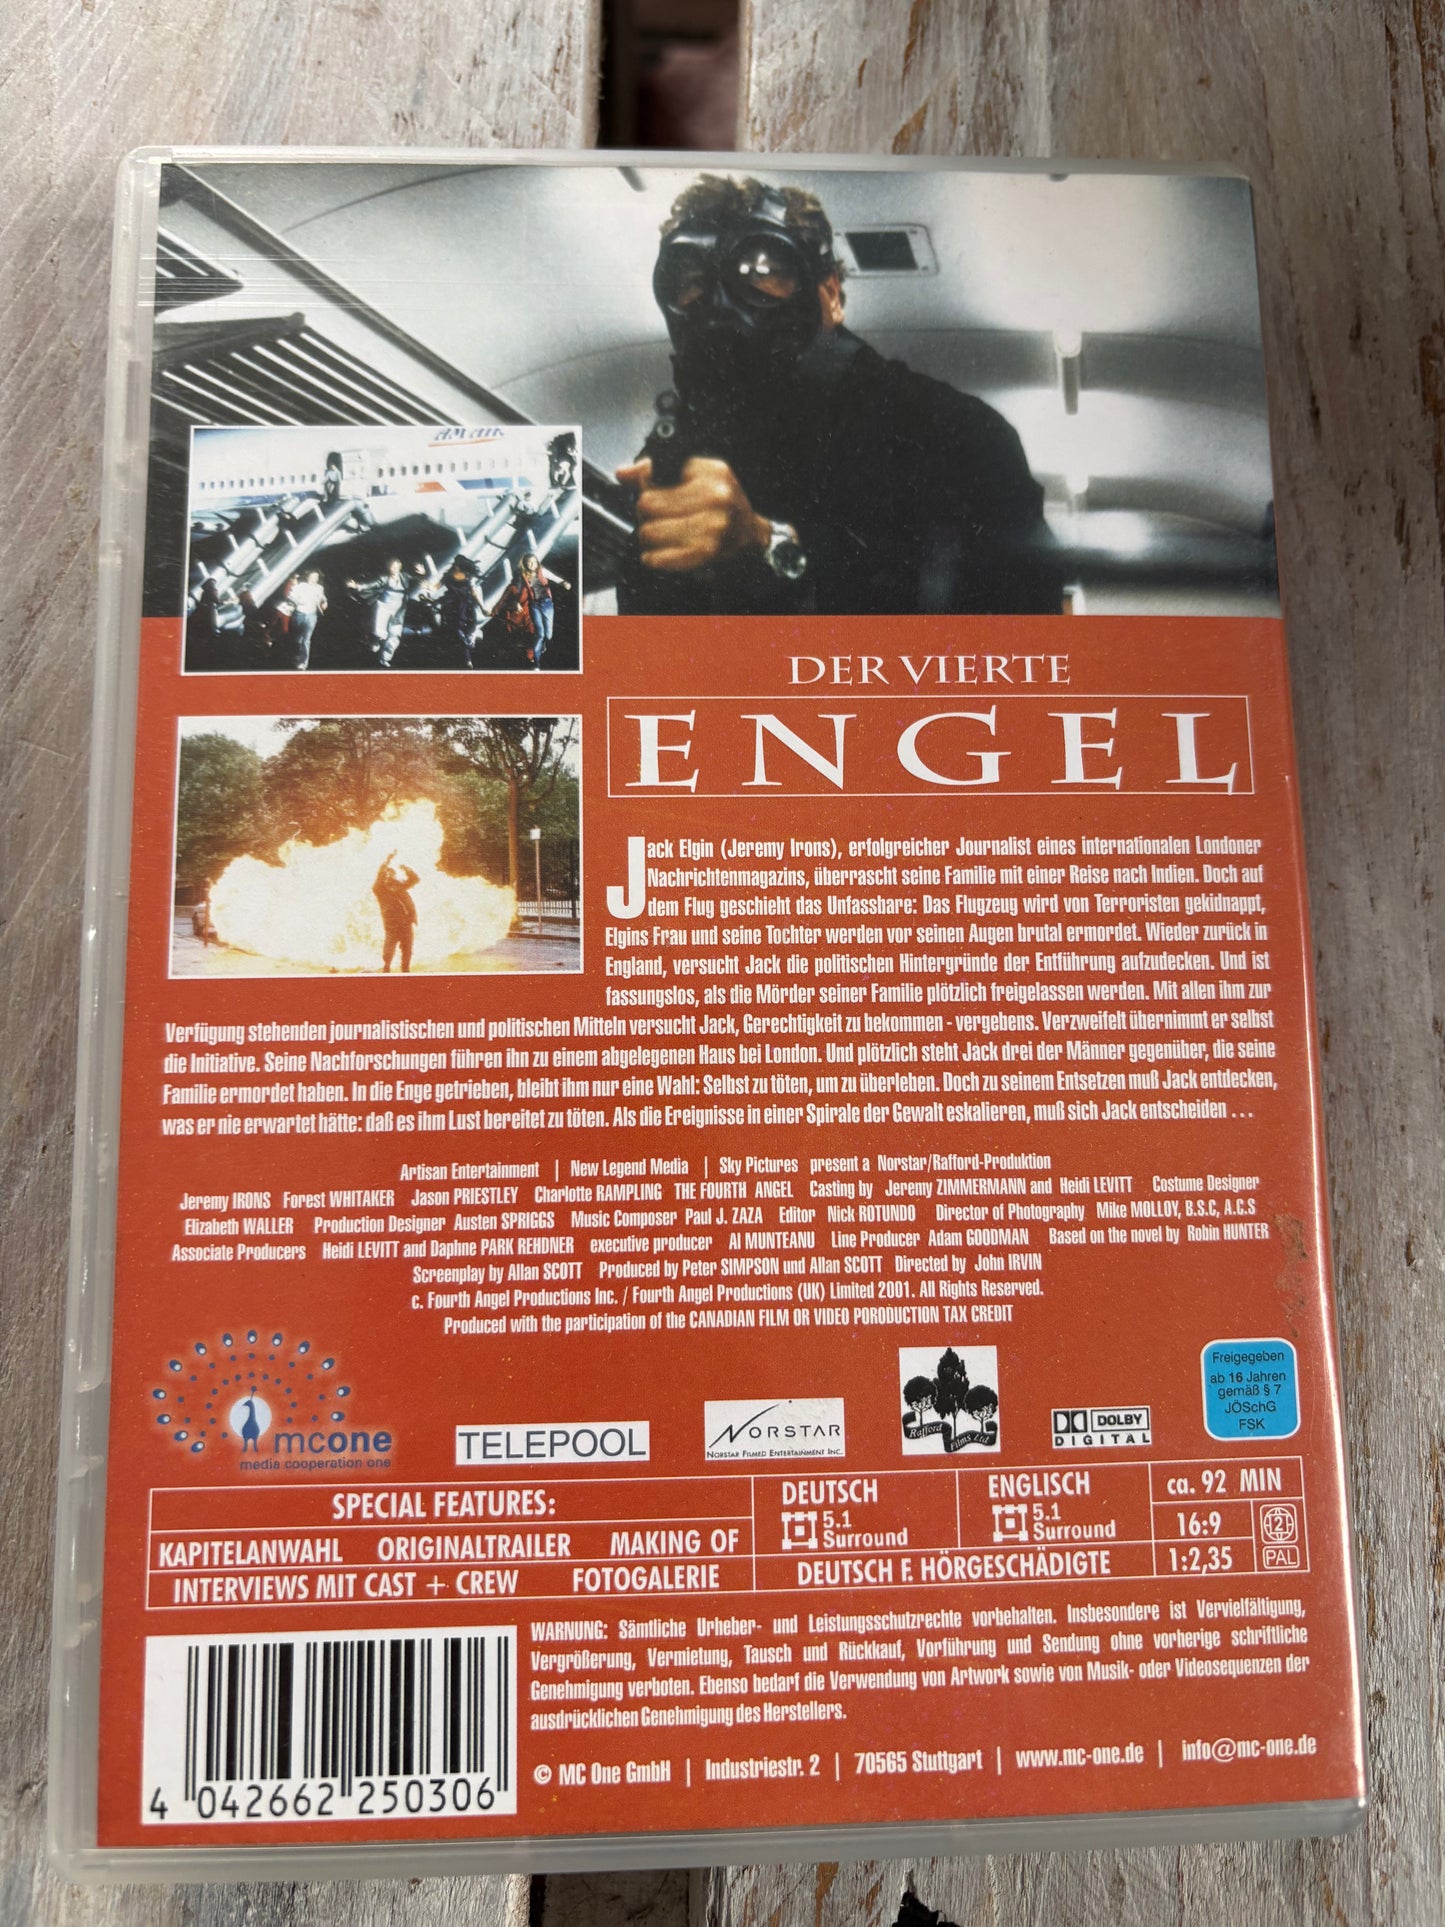 AM AIR
DER VIERTE
ENGEL
Jack Elgin (Jeremy Irons), erfolgreicher Journalist eines internationalen Londoner
Nachrichtenmagazins, überrascht seine Familie mit einer Reise nach Indien. Doch auf
dem Flug geschieht das Unfassbare: Das Flugzeug wird von Terroristen gekidnappt,
Elgins Frau und seine Tochter werden vor seinen Augen brutal ermordet. Wieder zurück in
England, versucht Jack die politischen Hintergründe der Entführung aufzudecken. Und ist
fassungslos, als die Mörder seiner Familie plötzlich freigelassen werden. Mit allen ihm zur
Verfügung stehenden journalistischen und politischen Mitteln versucht Jack, Gerechtigkeit zu bekommen - vergebens. Verzweifelt übernimmt er selbst
die Initiative. Seine Nachforschungen führen ihn zu einem abgelegenen Haus bei London. Und plötzlich steht Jack drei der Männer gegenüber, die seine
Familie ermordet haben. In die Enge getrieben, bleibt ihm nur eine Wahl: Selbst zu töten, um zu überleben. Doch zu seinem Entsetzen muß Jack entdecken,
was er nie erwartet hätte: daß es ihm Lust bereitet zu töten. Als die Ereignisse in einer Spirale der Gewalt eskalieren, muß sich Jack entscheiden . . .
Artisan Entertainment | New Legend Media | Sky Pictures present a Norstar/Rafford-Produktion
Jeremy IRONS Forest WHITAKER Jason PRIESTLEY Charlotte RAMPLING THE FOURTH ANGEL Casting by Jeremy ZIMMERMANN and Heidi LEVITT Costume Designer
Elizabeth WALLER Production Designer Austen SPRIGGS Music Composer Paul J. ZAZA Editor Nick ROTUNDO Director of Photography Mike MOLLOY, B.S.C, A.C.S
Associate Producers Heidi LEVITT and Daphne PARK REHDNER executive producer Al MUNTEANU Line Producer Adam GOODMAN Based on the novel by Robin HUNTER
Screenplay by Allan SCOTT Produced by Peter SIMPSON und Allan SCOTT Directed by John IRVIN
c. Fourth Angel Productions Inc. / Fourth Angel Productions (UK) Limited 2001. All Rights Reserved.
Produced with the participation of the CANADIAN FILM OR VIDEO PORODUCTION TAX CREDIT
mcone
media cooperation one
TELEPOOL
NORSTAR
NORSTAR FILMED ENTERTAINMENT INC.
Rafford Films Ltd.
DOLBY
DIGITAL
Freigegeben
ab 16 Jahren
gemäß § 7
JÖSchG
FSK
SPECIAL FEATURES:
KAPITELANWAHL ORIGINALTRAILER MAKING OF
INTERVIEWS MIT CAST + CREW FOTOGALERIE
DEUTSCH
5.1
Surround
ENGLISCH
5.1
Surround
DEUTSCH F. HÖRGESCHÄDIGTE
ca. 92 MIN
16:9
1:2,35
2
PAL
WARNUNG: Sämtliche Urheber- und Leistungsschutzrechte vorbehalten. Insbesondere ist Vervielfältigung,
Vergrößerung, Vermietung, Tausch und Rückkauf, Vorführung und Sendung ohne vorherige schriftliche
Genehmigung verboten. Ebenso bedarf die Verwendung von Artwork sowie von Musik- oder Videosequenzen der
ausdrücklichen Genehmigung des Herstellers.
© MC One GmbH | Industriestr. 2 | 70565 Stuttgart | www.mc-one.de | info@mc-one.de
4 042662 250306